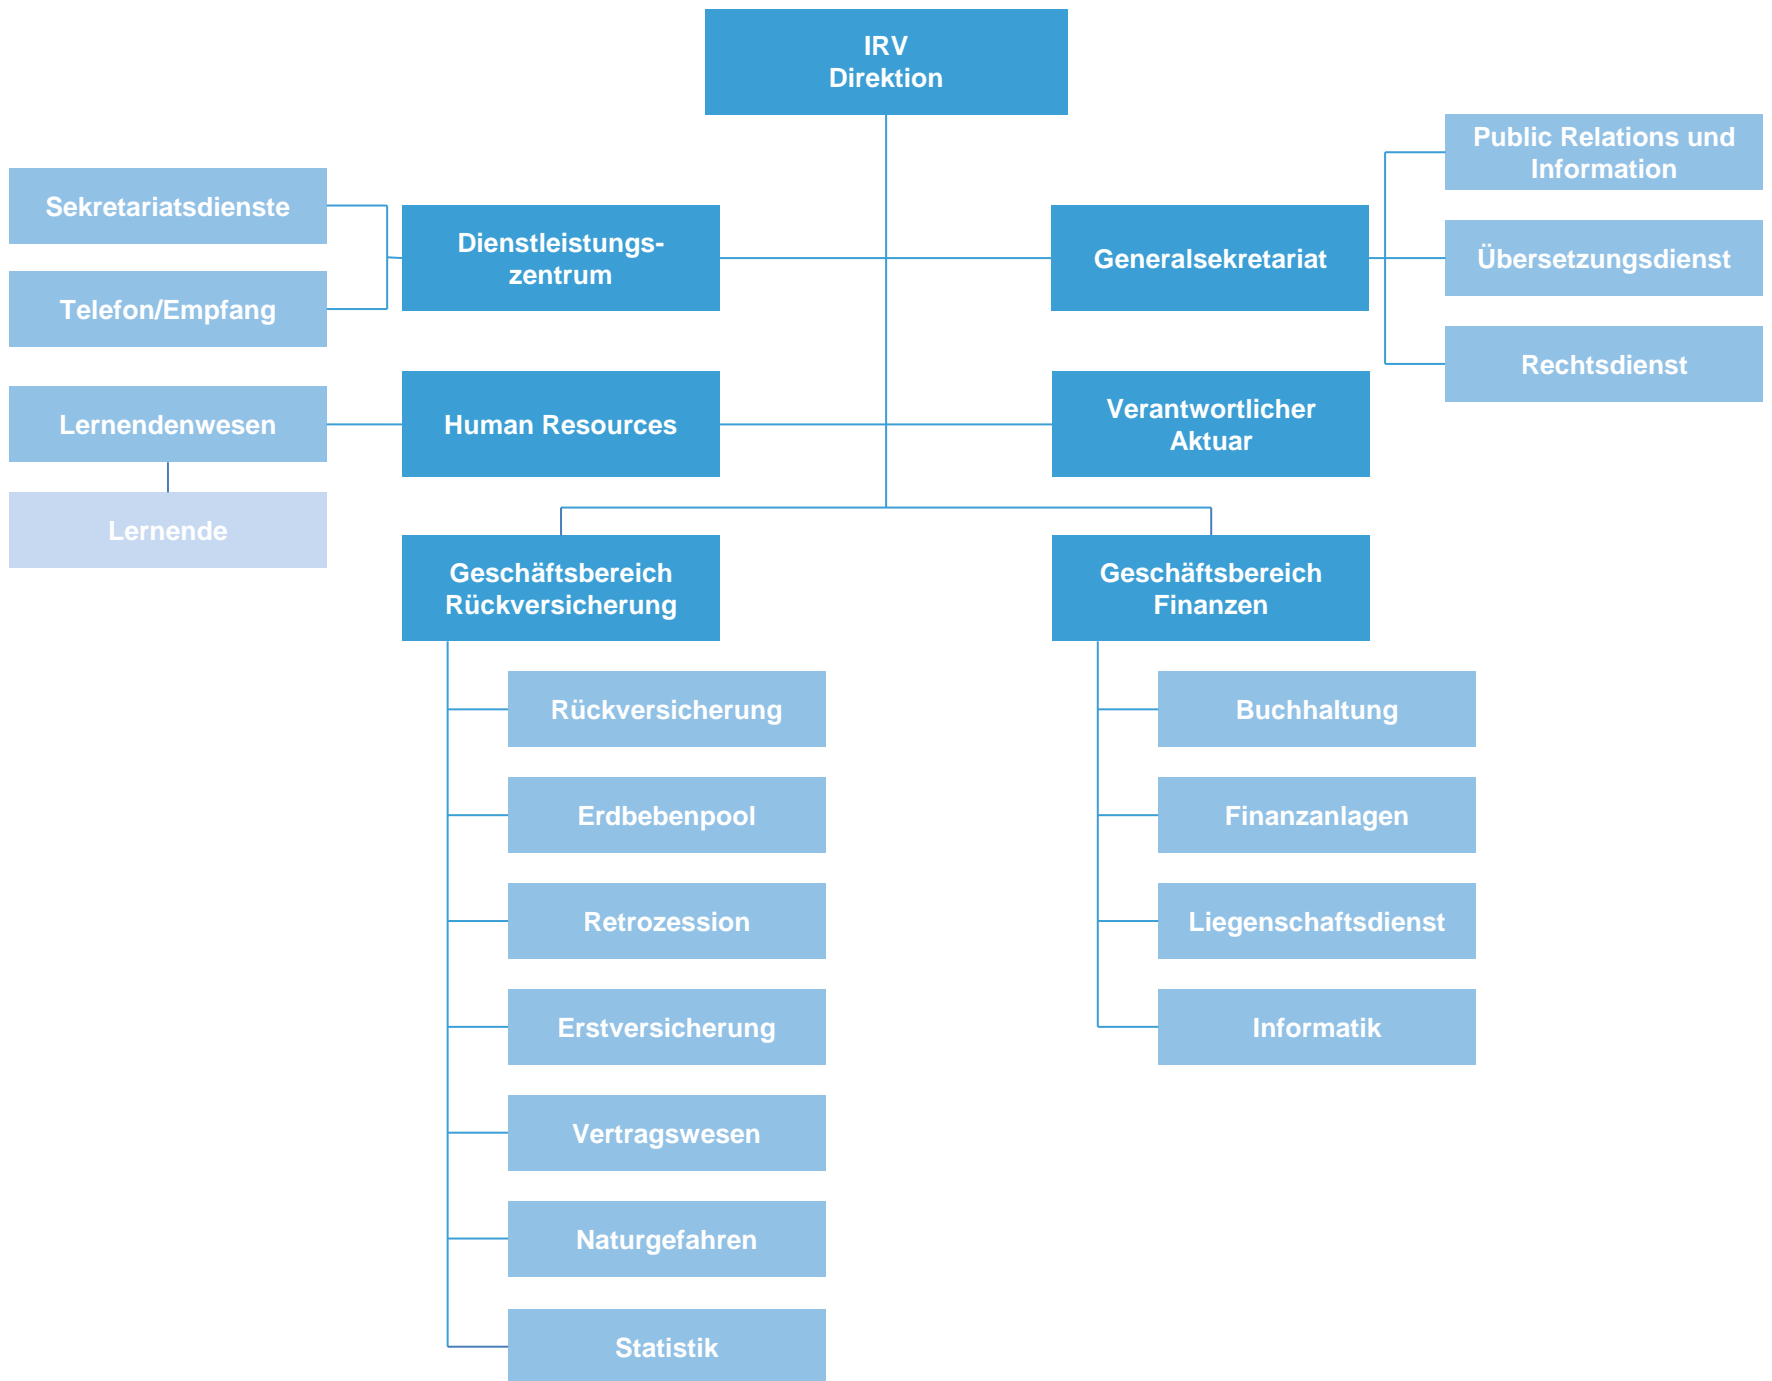 IRV
Direktion
Public Relations und
Information
Sekretariatsdienste
Dienstleistungs-
zentrum
Generalsekretariat
Übersetzungsdienst
Telefon/Empfang
Rechtsdienst
Lernendenwesen
Human Resources
Verantwortlicher
Aktuar
Lernende
Geschäftsbereich
Rückversicherung
Geschäftsbereich
Finanzen
Rückversicherung
Buchhaltung
Erdbebenpool
Finanzanlagen
Retrozession
Liegenschaftsdienst
Erstversicherung
Informatik
Vertragswesen
Naturgefahren
Statistik